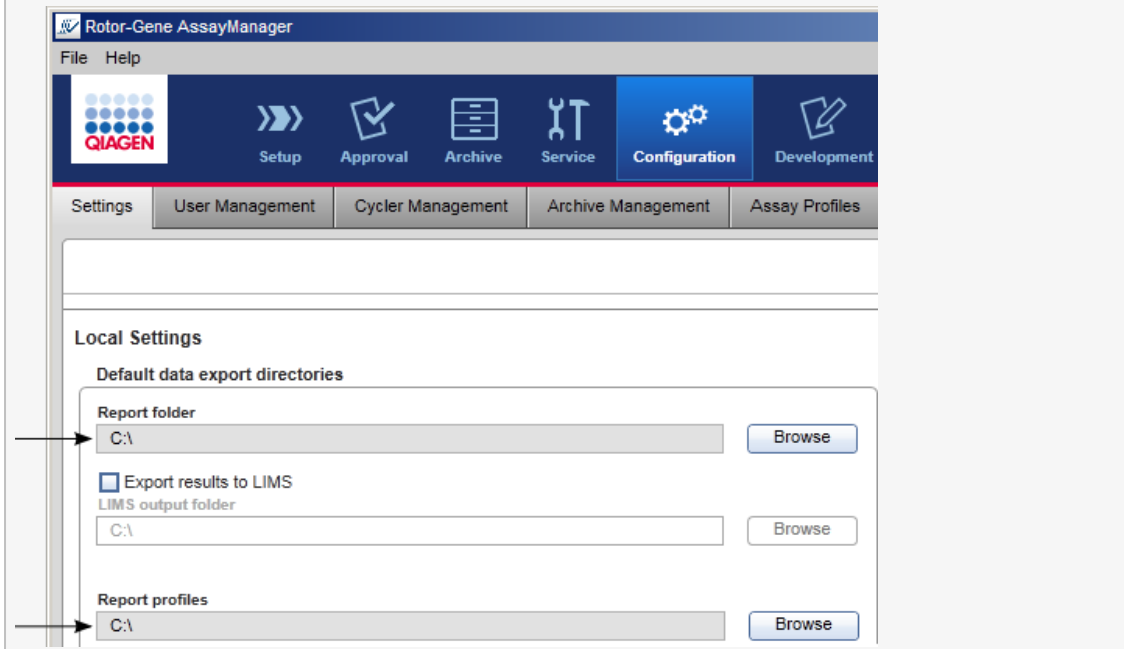 Rotor-Gene AssayManager
File Help
QIAGEN
Setup Approval Archive Service Configuration Development
Settings User Management Cycler Management Archive Management Assay Profiles
Local Settings
Default data export directories
Report folder
C:\ Browse
Export results to LIMS
LIMS output folder
C:\ Browse
Report profiles
C:\ Browse